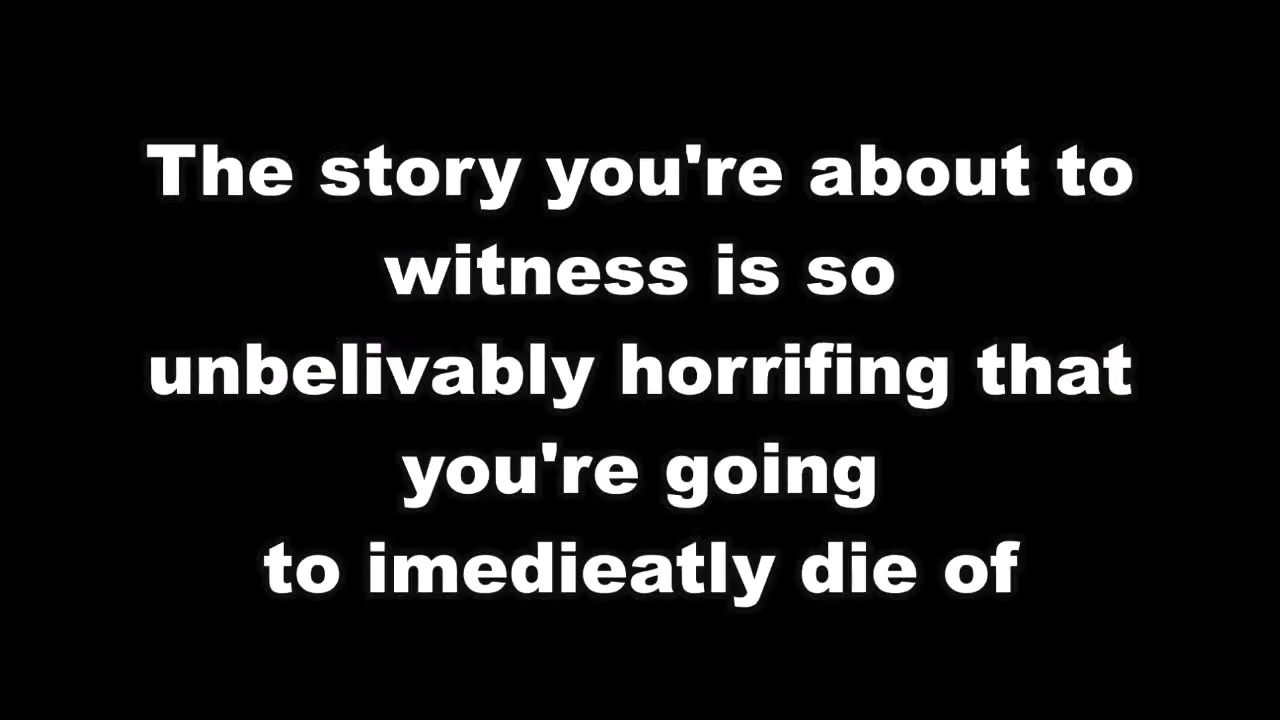 The story you're about to
witness is so
unbelivably horrifing that
you're going
to imedieatly die of